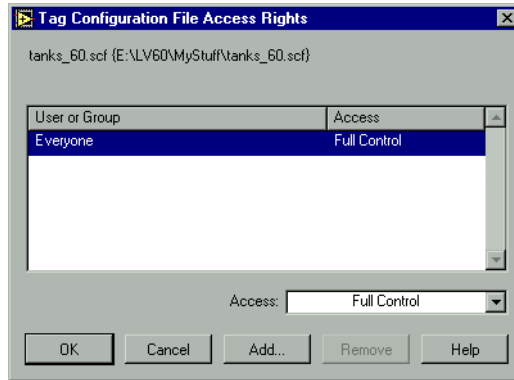 Tag Configuration File Access Rights
tanks_60.scf {E:\LV60\MyStuff\tanks_60.scf}
User or Group Access
Everyone Full Control
Access: Full Control
OK Cancel Add... Remove Help